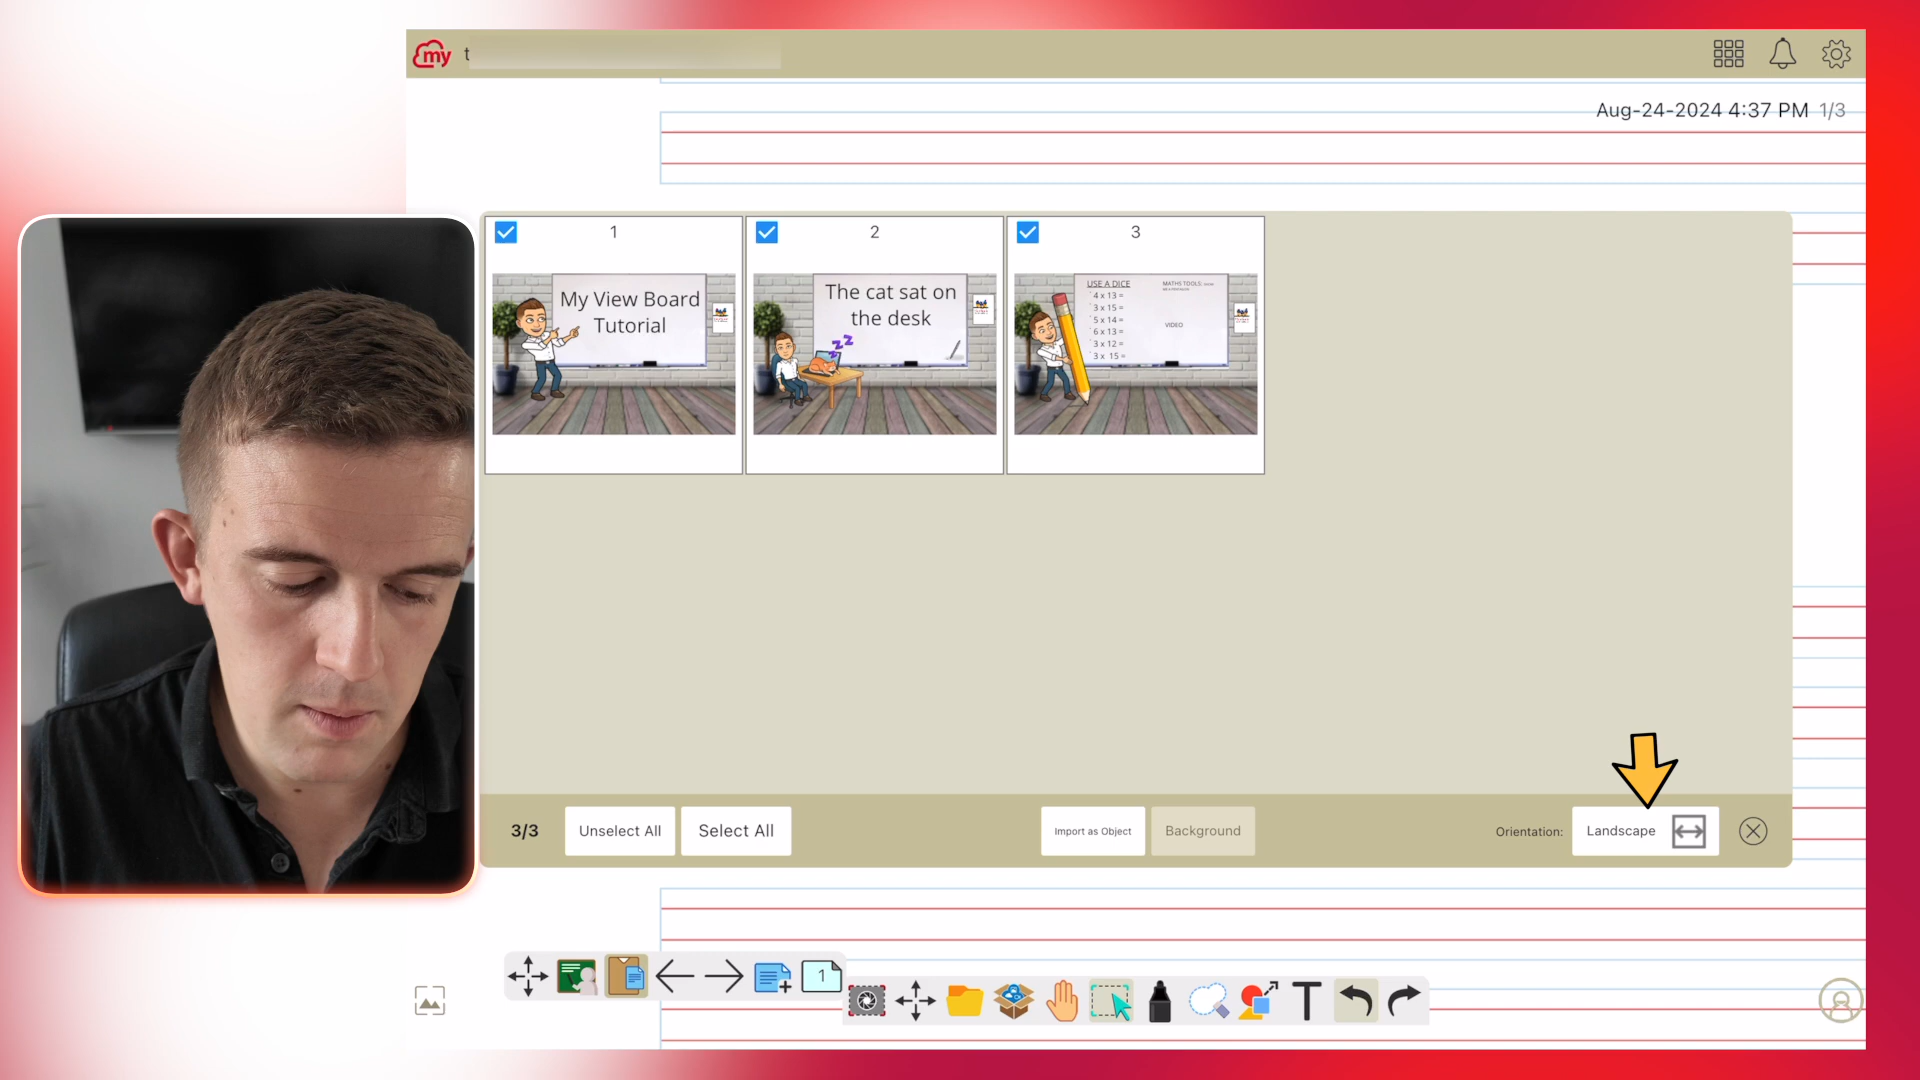 my t
Aug-24-2024 4:37 PM 1/3
1
2
3
My View Board
Tutorial
The cat sat on
the desk
zz
USE A DICE
4 x 13 =
3 x 15 =
5 x 14 =
6 x 13 =
3 x 12 =
3 x 15 =
MATHS TOOLS:
VIDEO
3/3
Unselect All
Select All
Import as Object
Background
Orientation:
Landscape
1
T